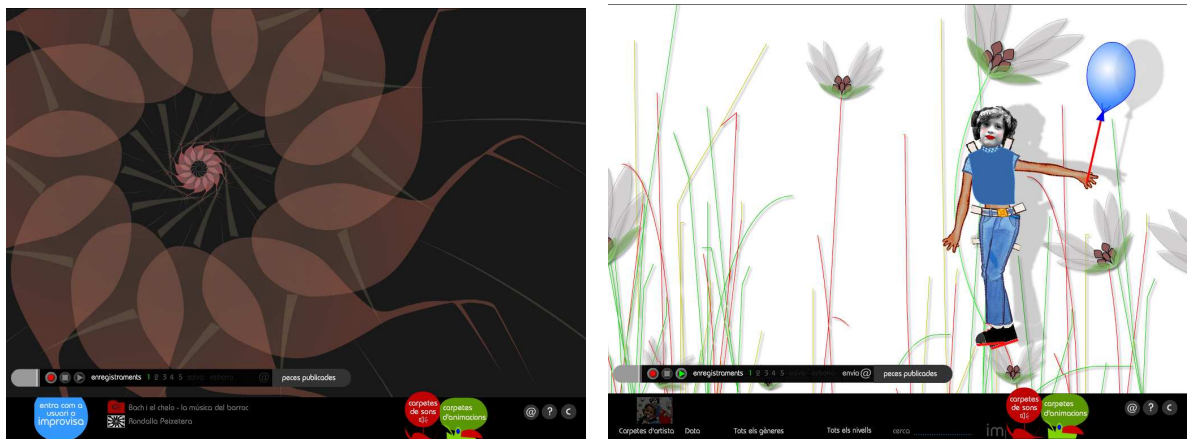 enregistraments 1 2 3 4 5
@ peces publicades
entra com a
usuari a
improvisa
Bach i el chelo - la música del barroc
Rondalla Peixetera
carpetes
de sons
carpetes
d'animacions
@ ? c
enregistraments 1 2 3 4 5
envia @ peces publicades
Carpetes d'artista Data Tots els gèneres Tots els nivells cerca im
carpetes
de sons
carpetes
d'animacions
@ ? c